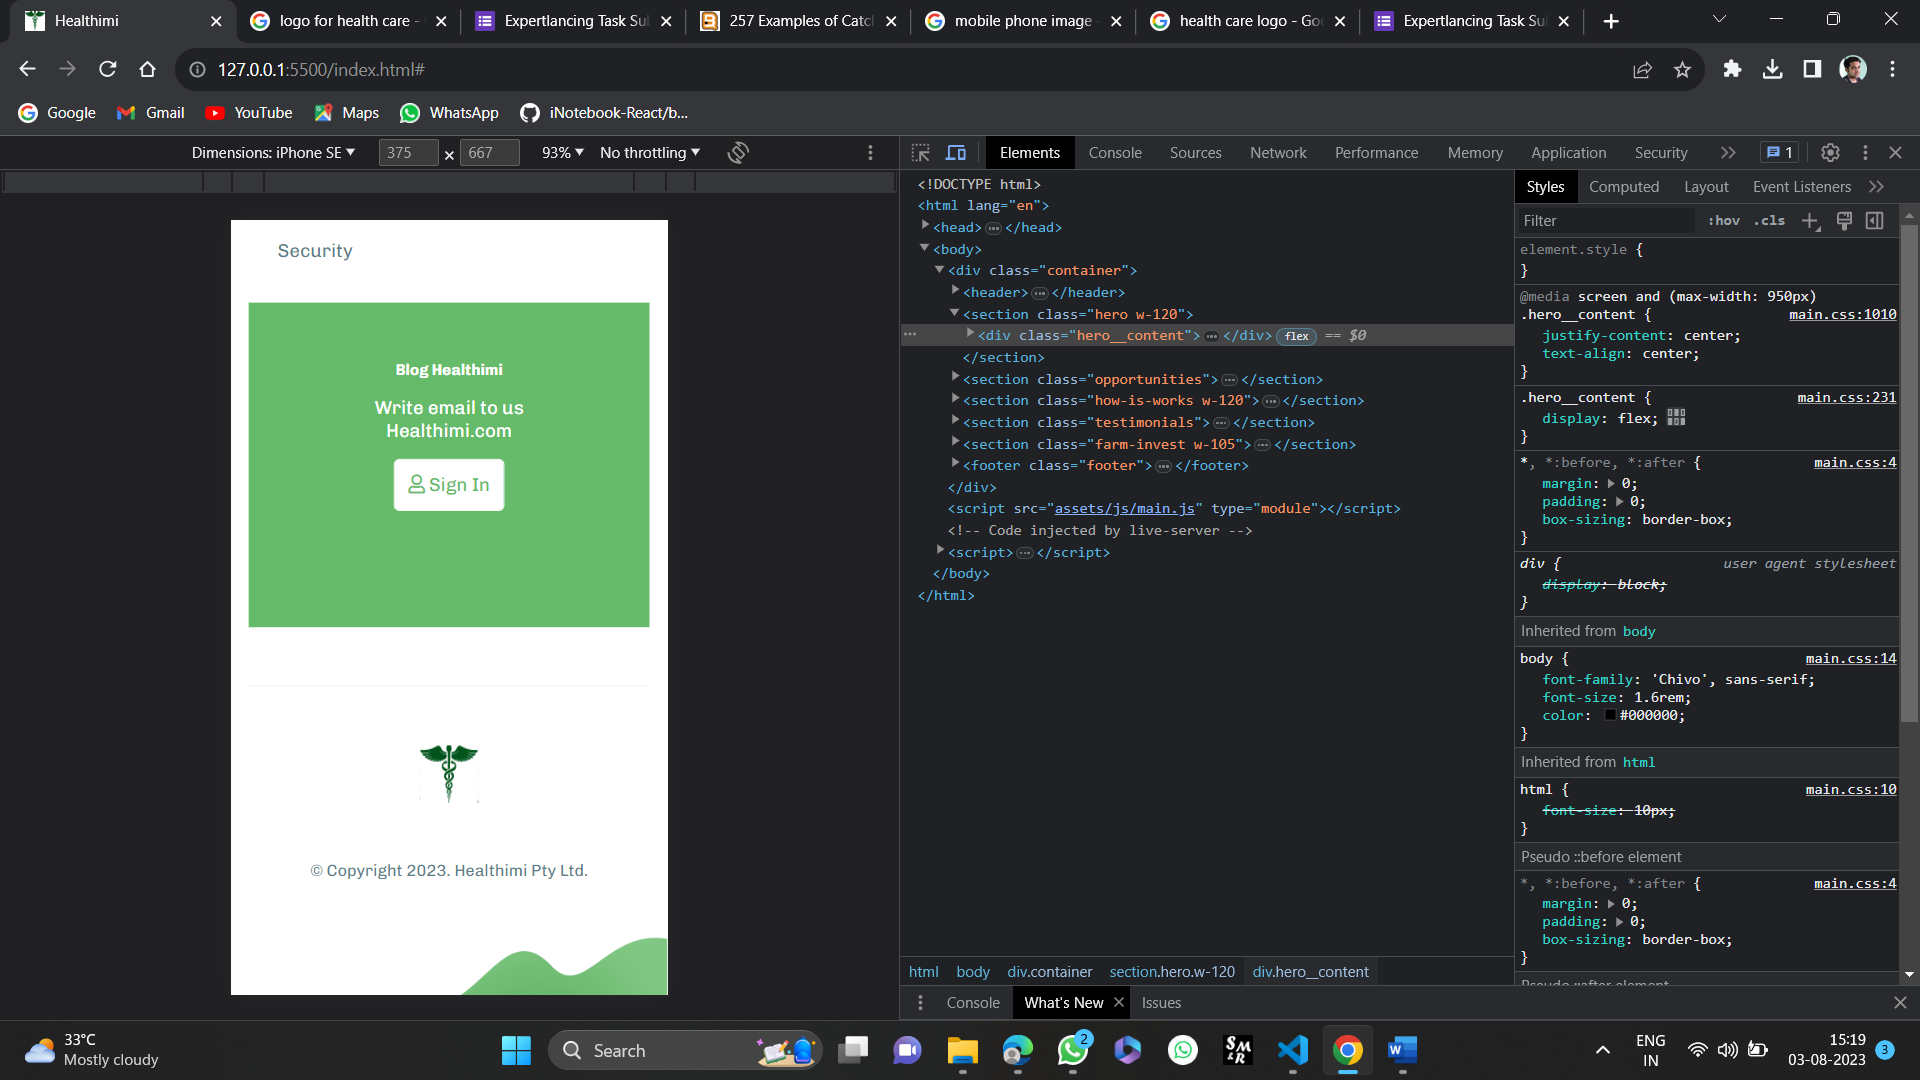 Healthimi
logo for health care -
Expertlancing Task Su
257 Examples of Catc
mobile phone image -
health care logo - Goo
Expertlancing Task Su
127.0.0.1:5500/index.html#
Google
Gmail
YouTube
Maps
WhatsApp
iNotebook-React/b...
Dimensions: iPhone SE
375
×
667
93%
No throttling
Elements
Console
Sources
Network
Performance
Memory
Application
Security
1
Security
Blog Healthimi
Write email to us
Healthimi.com
Sign In
© Copyright 2023. Healthimi Pty Ltd.
<!DOCTYPE html>
<html lang="en">
<head> ... </head>
<body>
<div class="container">
<header> ... </header>
<section class="hero w-120">
<div class="hero__content"> ... </div> flex == $0
</section>
<section class="opportunities"> ... </section>
<section class="how-is-works w-120"> ... </section>
<section class="testimonials"> ... </section>
<section class="farm-invest w-105"> ... </section>
<footer class="footer"> ... </footer>
</div>
<script src="assets/js/main.js" type="module"></script>
<!-- Code injected by live-server -->
<script> ... </script>
</body>
</html>
html body div.container section.hero.w-120 div.hero__content
Console
What's New
Issues
Styles
Computed
Layout
Event Listeners
Filter
:hov
.cls
element.style {
}
@media screen and (max-width: 950px)
.hero__content { main.css:1010
justify-content: center;
text-align: center;
}
.hero__content { main.css:231
display: flex;
}
*, *:before, *:after { main.css:4
margin: 0;
padding: 0;
box-sizing: border-box;
}
div { user agent stylesheet
display: block;
}
Inherited from body
body { main.css:14
font-family: 'Chivo', sans-serif;
font-size: 1.6rem;
color: #000000;
}
Inherited from html
html { main.css:10
font-size: 10px;
}
Pseudo ::before element
*, *:before, *:after { main.css:4
margin: 0;
padding: 0;
box-sizing: border-box;
}
Pseudo ::after element
33°C
Mostly cloudy
Search
2
SM
&R
ENG
IN
15:19
03-08-2023
3